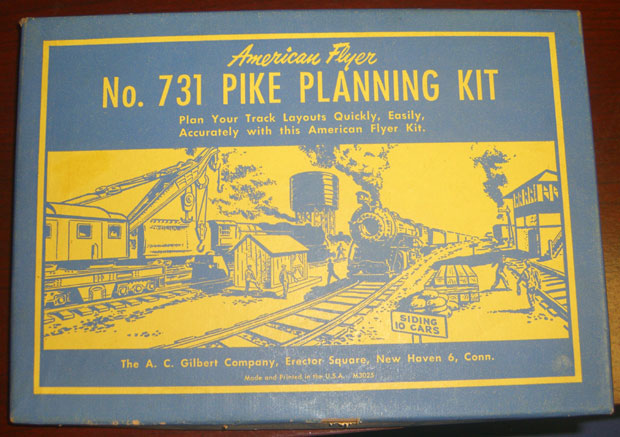 American Flyer
No. 731 PIKE PLANNING KIT
Plan Your Track Layouts Quickly, Easily,
Accurately with this American Flyer Kit.
SIDING
10 CARS
The A. C. Gilbert Company, Erector Square, New Haven 6, Conn.
Made and Printed in the U.S.A. M3025